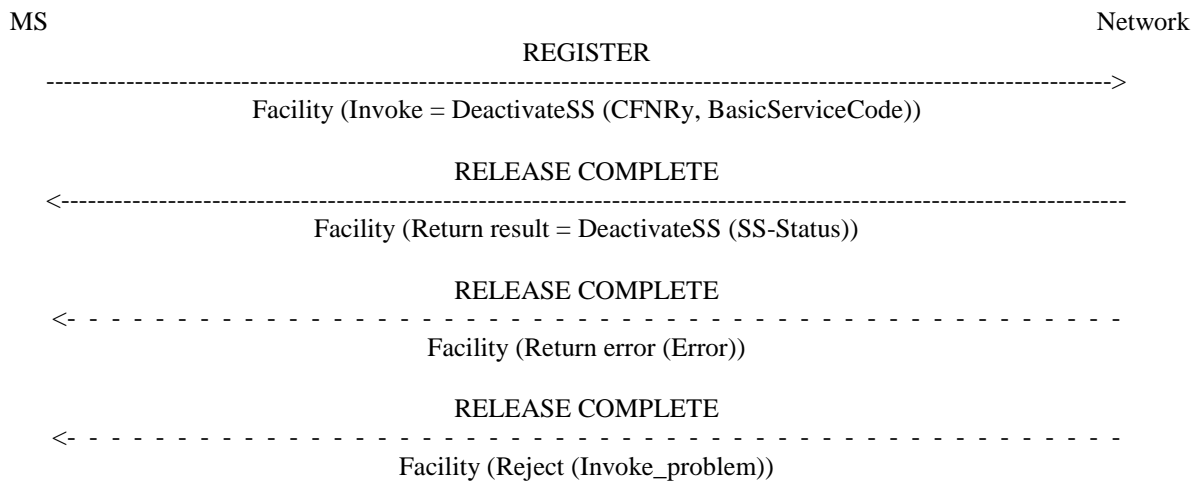 MS Network
REGISTER
Facility (Invoke = DeactivateSS (CFNRy, BasicServiceCode))
RELEASE COMPLETE
Facility (Return result = DeactivateSS (SS-Status))
RELEASE COMPLETE
Facility (Return error (Error))
RELEASE COMPLETE
Facility (Reject (Invoke_problem))